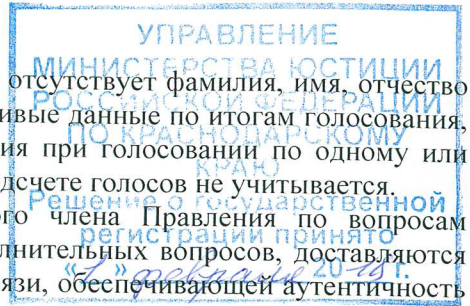 УПРАВЛЕНИЕ
МИНИСТЕРСТВА ЮСТИЦИИ
отсутствует фамилия, имя, отчество
РОССИЙСКОЙ ФЕДЕРАЦИИ
ивые данные по итогам голосования,
ПО КРАСНОДАРСКОМУ
ия при голосовании по одному или
КРАЮ
дсчете голосов не учитывается.
Решение о государственной
го члена Правления по вопросам
регистрации принято
лнительных вопросов, доставляются
« » февраля 20 г.
язи, обеспечивающей аутентичность